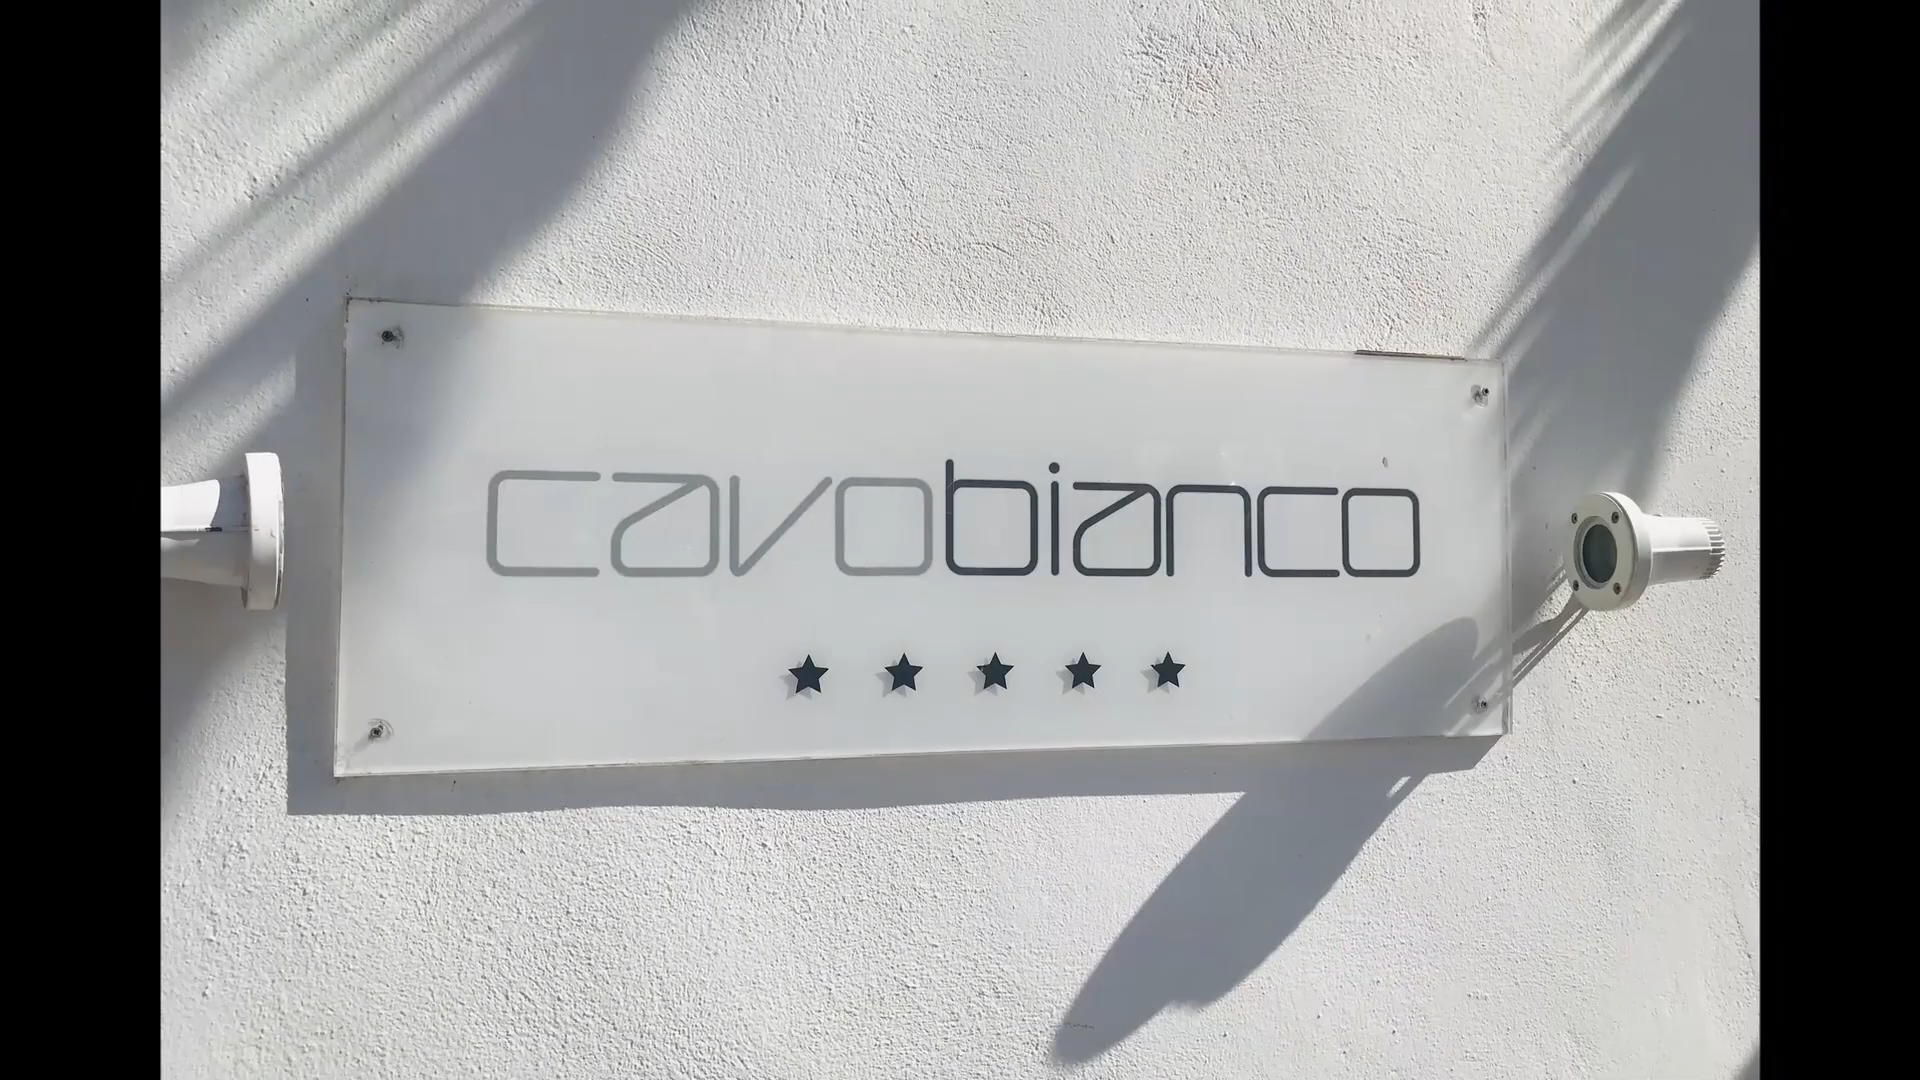 cavobianco
★ ★ ★ ★ ★